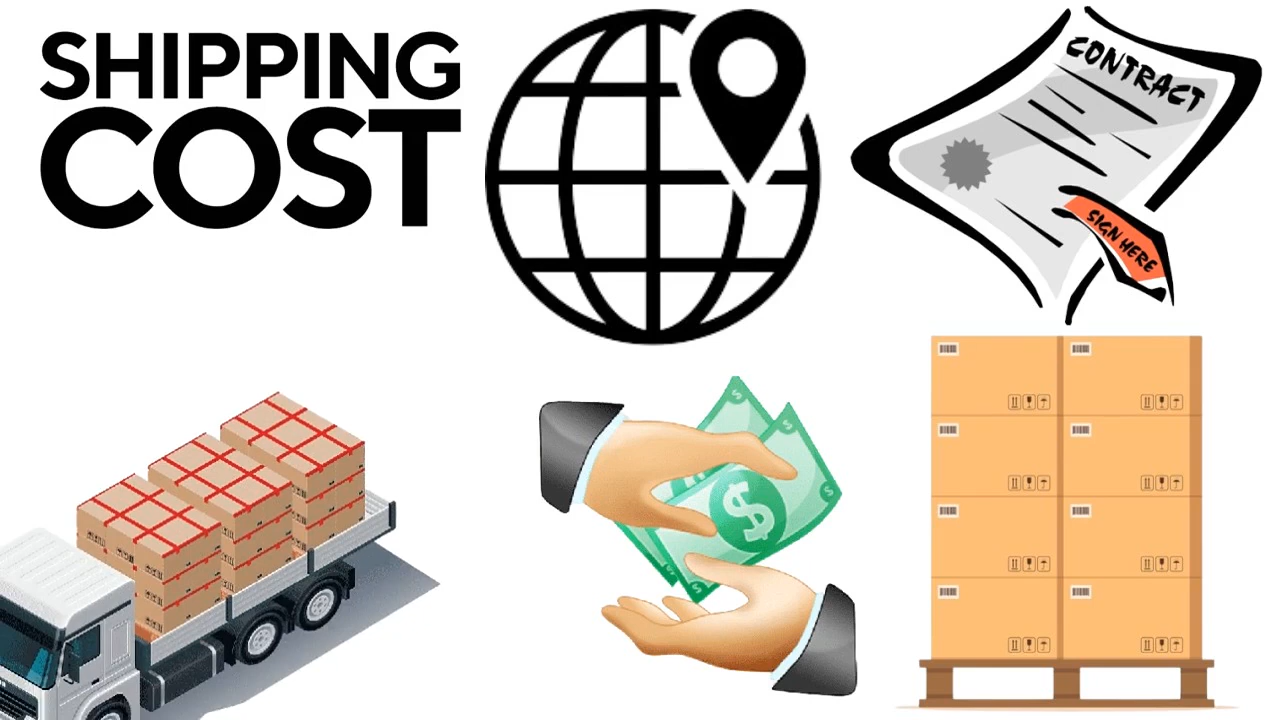 SHIPPING
COST
CONTRACT
SIGN HERE
$
$
$
$
$